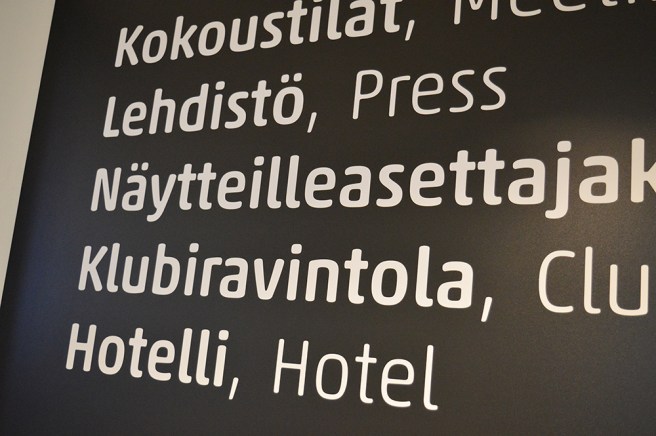 Kokoustilat,
Lehdistö, Press
Näytteilleasettajak
Klubiravintola, Clu
Hotelli, Hotel